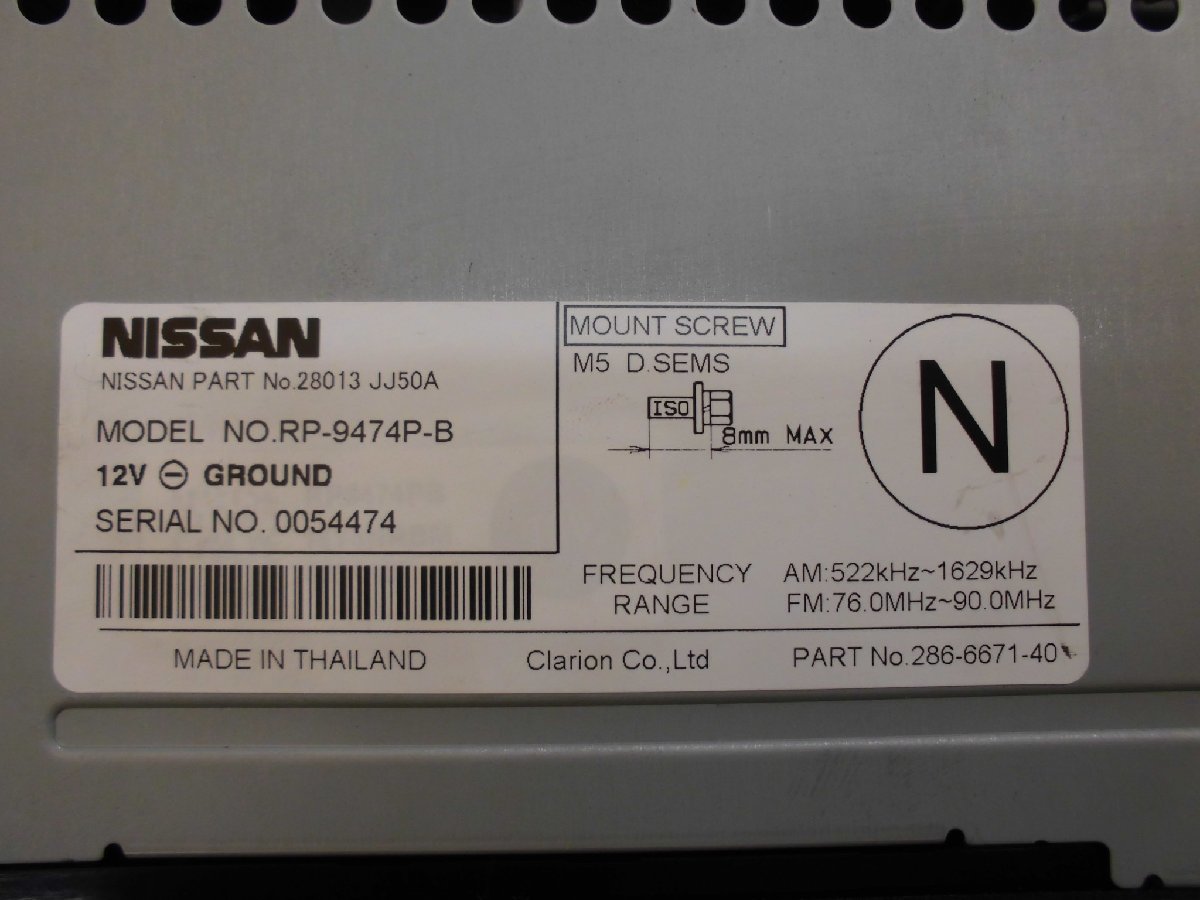 NISSAN
NISSAN PART No.28013 JJ50A
MODEL NO.RP-9474P-B
12V ⊖ GROUND
SERIAL NO. 0054474
MOUNT SCREW
M5 D.SEMS
ISO
8mm MAX
N
FREQUENCY RANGE
AM:522kHz~1629kHz
FM:76.0MHz~90.0MHz
MADE IN THAILAND
Clarion Co.,Ltd
PART No.286-6671-40